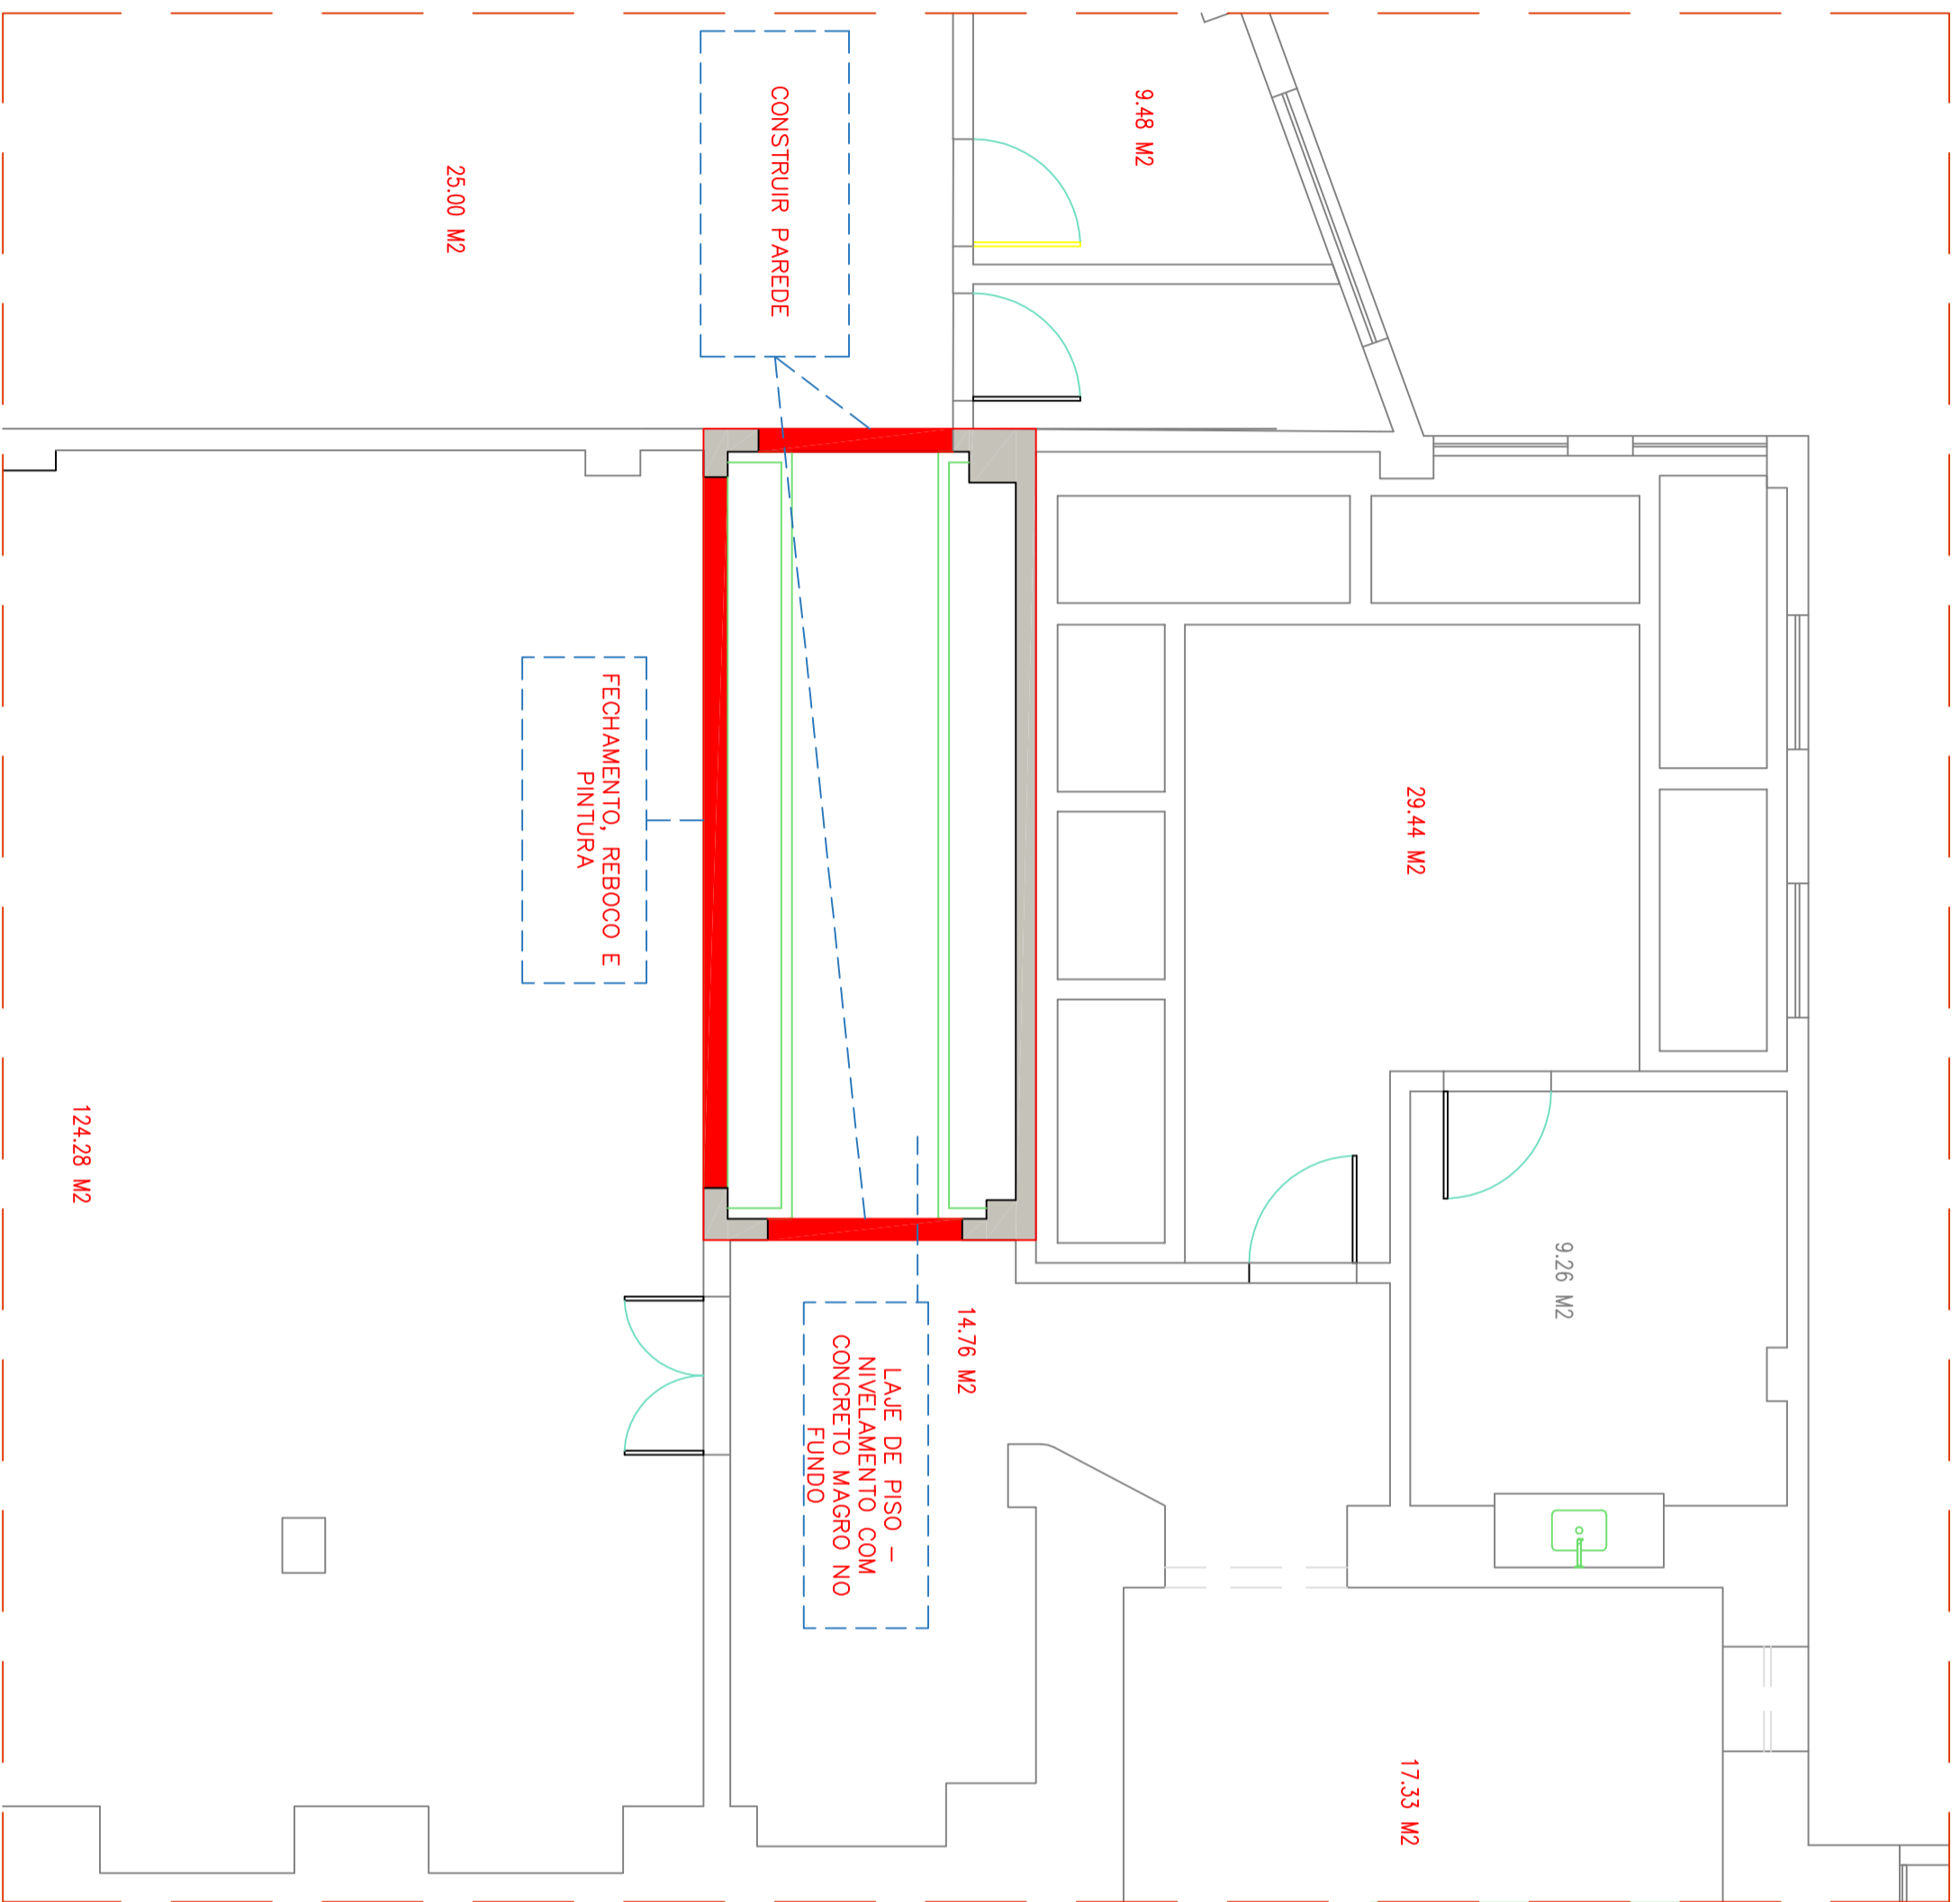 9.48 M2
25.00 M2
CONSTRUIR PAREDE
29.44 M2
FECHAMENTO, REBOCO E
PINTURA
124.28 M2
9.26 M2
14.76 M2
LAJE DE PISO –
NIVELAMENTO COM
CONCRETO MAGRO NO
FUNDO
17.33 M2